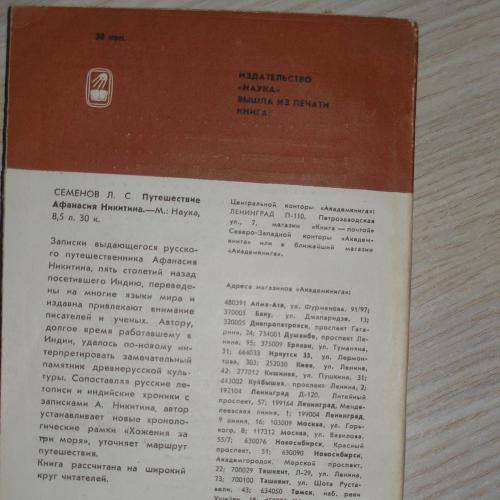 30 коп.
ИЗДАТЕЛЬСТВО
«НАУКА»
ВЫШЛА ИЗ ПЕЧАТИ
КНИГА:
СЕМЕНОВ Л. С. Путешествие
Афанасия Никитина.—М.: Наука,
8,5 л. 30 к.
Записки выдающегося русско-
го путешественника Афанасия
Никитина, пять столетий назад
посетившего Индию, переведе-
ны на многие языки мира и
издавна привлекают внимание
писателей и ученых. Автору,
долгое время работавшему в
Индии, удалось по-новому ин-
терпретировать замечательный
памятник древнерусской куль-
туры. Сопоставляя русские ле-
тописи и индийские хроники с
записками А. Никитина, автор
устанавливает новые хроноло-
гические рамки «Хожения за
три моря», уточняет маршрут
путешествия.
Книга рассчитана на широкий
круг читателей.
Центральной конторы «Академкнига»:
ЛЕНИНГРАД П-110, Петрозаводская
ул., 7, магазин «Книга — почтой»
Северо-Западной конторы «Академ-
книга» или в ближайший магазин
«Академкнига».
Адреса магазинов «Академкнига»:
480391 Алма-Ата, ул. Фурманова, 91/97;
370005 Баку, ул. Джапаридзе, 13;
320005 Днепропетровск, проспект Гага-
рина, 24; 734001 Душанбе, проспект Ле-
нина, 95; 375009 Ереван, ул. Туманяна,
31; 664033 Иркутск 33, ул. Лермон-
това, 303; 252030 Киев, ул. Ленина,
42; 277012 Кишинев, ул. Пушкина, 31;
443002 Куйбышев, проспект Ленина, 2;
192104 Ленинград Д-120, Литейный
проспект, 57; 199164 Ленинград, Менде-
леевская линия, 1; 199004 Ленинград,
9 линия, 16; 103009 Москва, ул. Горь-
кого, 8; 117312 Москва, ул. Вавилова,
55/7; 630076 Новосибирск, Красный
проспект, 51; 630090 Новосибирск,
Академгородок, Морской проспект,
22; 700029 Ташкент, Л-29, ул. Ленина,
73; 700100 Ташкент, ул. Шота Руста-
вели, 43; 634050 Томск, наб. реки